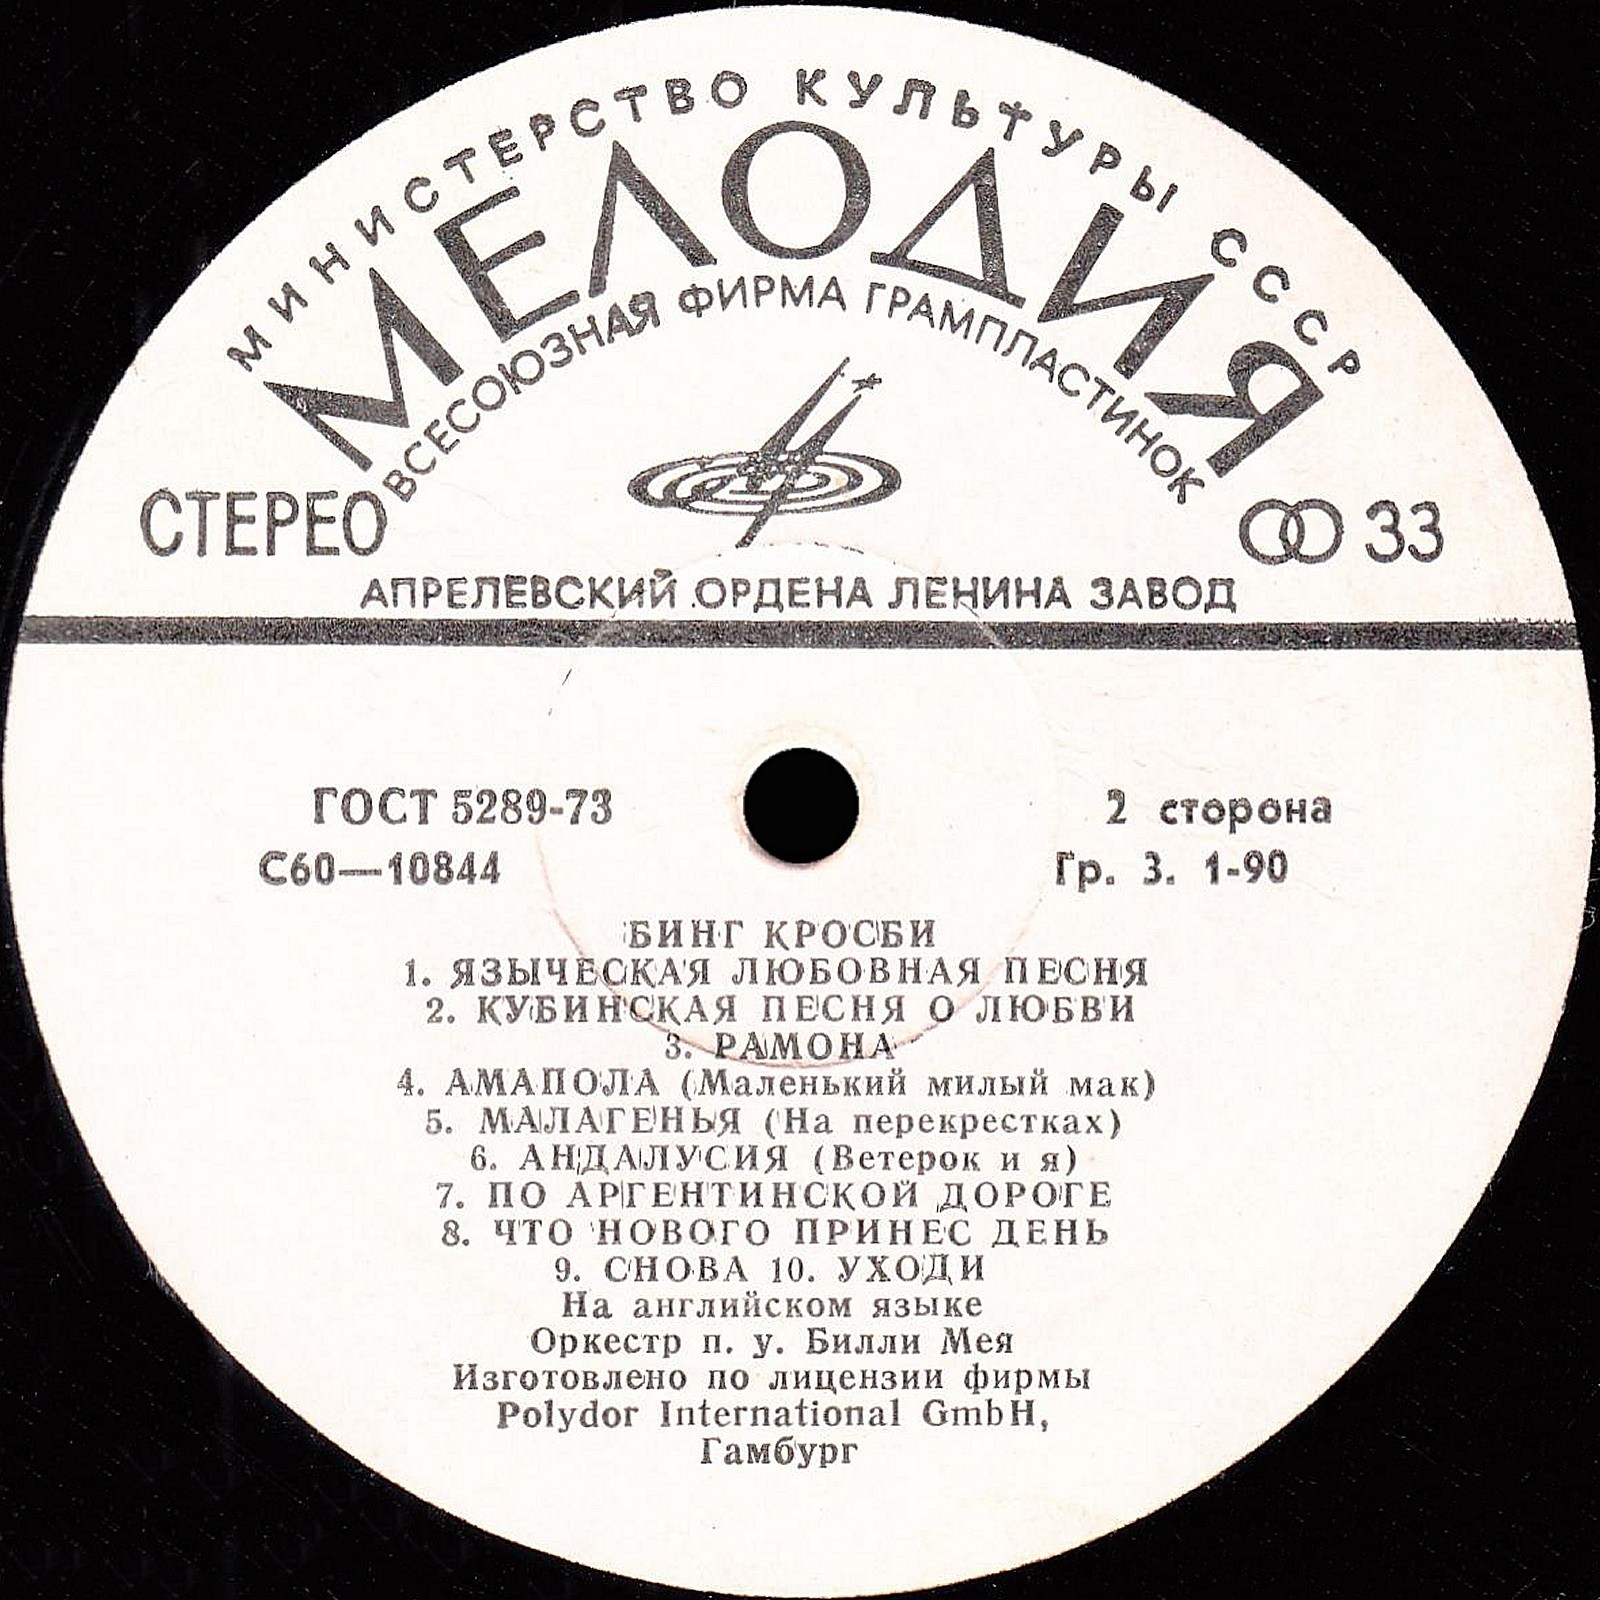 МИНИСТЕРСТВО КУЛЬТУРЫ СССР
МЕЛОДИЯ
ВСЕСОЮЗНАЯ ФИРМА ГРАМПЛАСТИНОК
СТЕРЕО 33
АПРЕЛЕВСКИЙ ОРДЕНА ЛЕНИНА ЗАВОД
ГОСТ 5289-73 2 сторона
С60—10844 Гр. 3. 1-90
БИНГ КРОСБИ
1. ЯЗЫЧЕСКАЯ ЛЮБОВНАЯ ПЕСНЯ
2. КУБИНСКАЯ ПЕСНЯ О ЛЮБВИ
3. РАМОНА
4. АМАПОЛА (Маленький милый мак)
5. МАЛАГЕНЬЯ (На перекрестках)
6. АНДАЛУСИЯ (Ветерок и я)
7. ПО АРГЕНТИНСКОЙ ДОРОГЕ
8. ЧТО НОВОГО ПРИНЕС ДЕНЬ
9. СНОВА 10. УХОДИ
На английском языке
Оркестр п. у. Билли Мея
Изготовлено по лицензии фирмы
Polydor International GmbH,
Гамбург